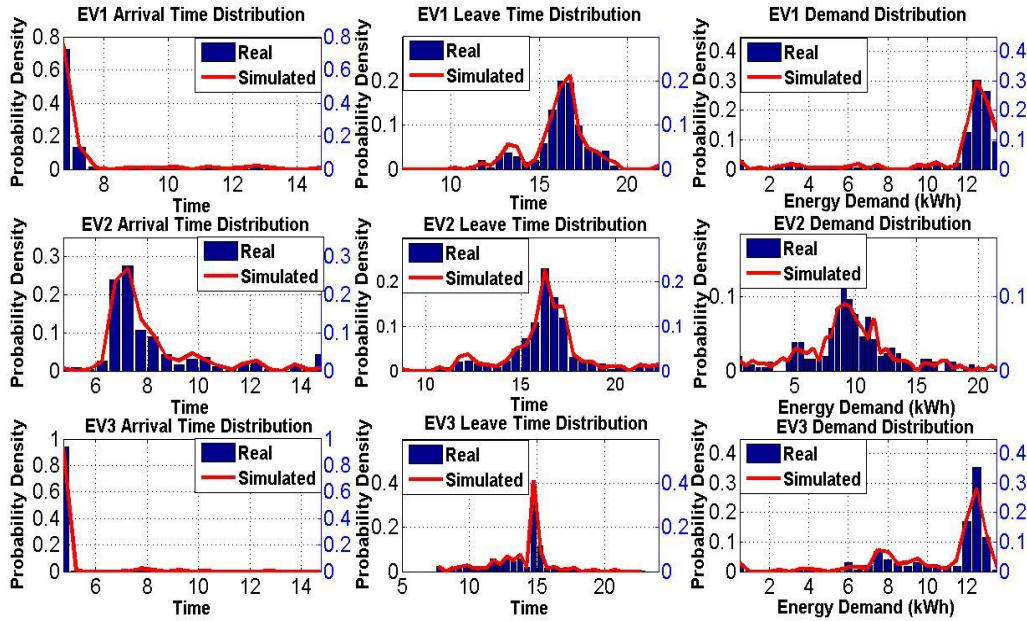 EV1 Arrival Time Distribution
Probability Density
0.8 0.6 0.4 0.2 0
Real
Simulated
0.8 0.6 0.4 0.2 0
8 10 12 14
Time
EV1 Leave Time Distribution
Probability Density
0.2 0.1 0
Real
Simulated
0.2 0.1 0
10 15 20
Time
EV1 Demand Distribution
Probability Density
0.4 0.3 0.2 0.1 0
Real
Simulated
0.4 0.3 0.2 0.1 0
2 4 6 8 10 12
Energy Demand (kWh)
EV2 Arrival Time Distribution
Probability Density
0.3 0.2 0.1 0
Real
Simulated
0.3 0.2 0.1 0
6 8 10 12 14
Time
EV2 Leave Time Distribution
Probability Density
0.2 0.1 0
Real
Simulated
0.2 0.1 0
10 15 20
Time
EV2 Demand Distribution
Probability Density
0.1 0
Real
Simulated
0.1 0
5 10 15 20
Energy Demand (kWh)
EV3 Arrival Time Distribution
Probability Density
1 0.8 0.6 0.4 0.2 0
Real
Simulated
1 0.8 0.6 0.4 0.2 0
6 8 10 12 14
Time
EV3 Leave Time Distribution
Probability Density
0.4 0.2 0
Real
Simulated
0.4 0.2 0
5 10 15 20
Time
EV3 Demand Distribution
Probability Density
0.4 0.3 0.2 0.1 0
Real
Simulated
0.4 0.3 0.2 0.1 0
2 4 6 8 10 12
Energy Demand (kWh)